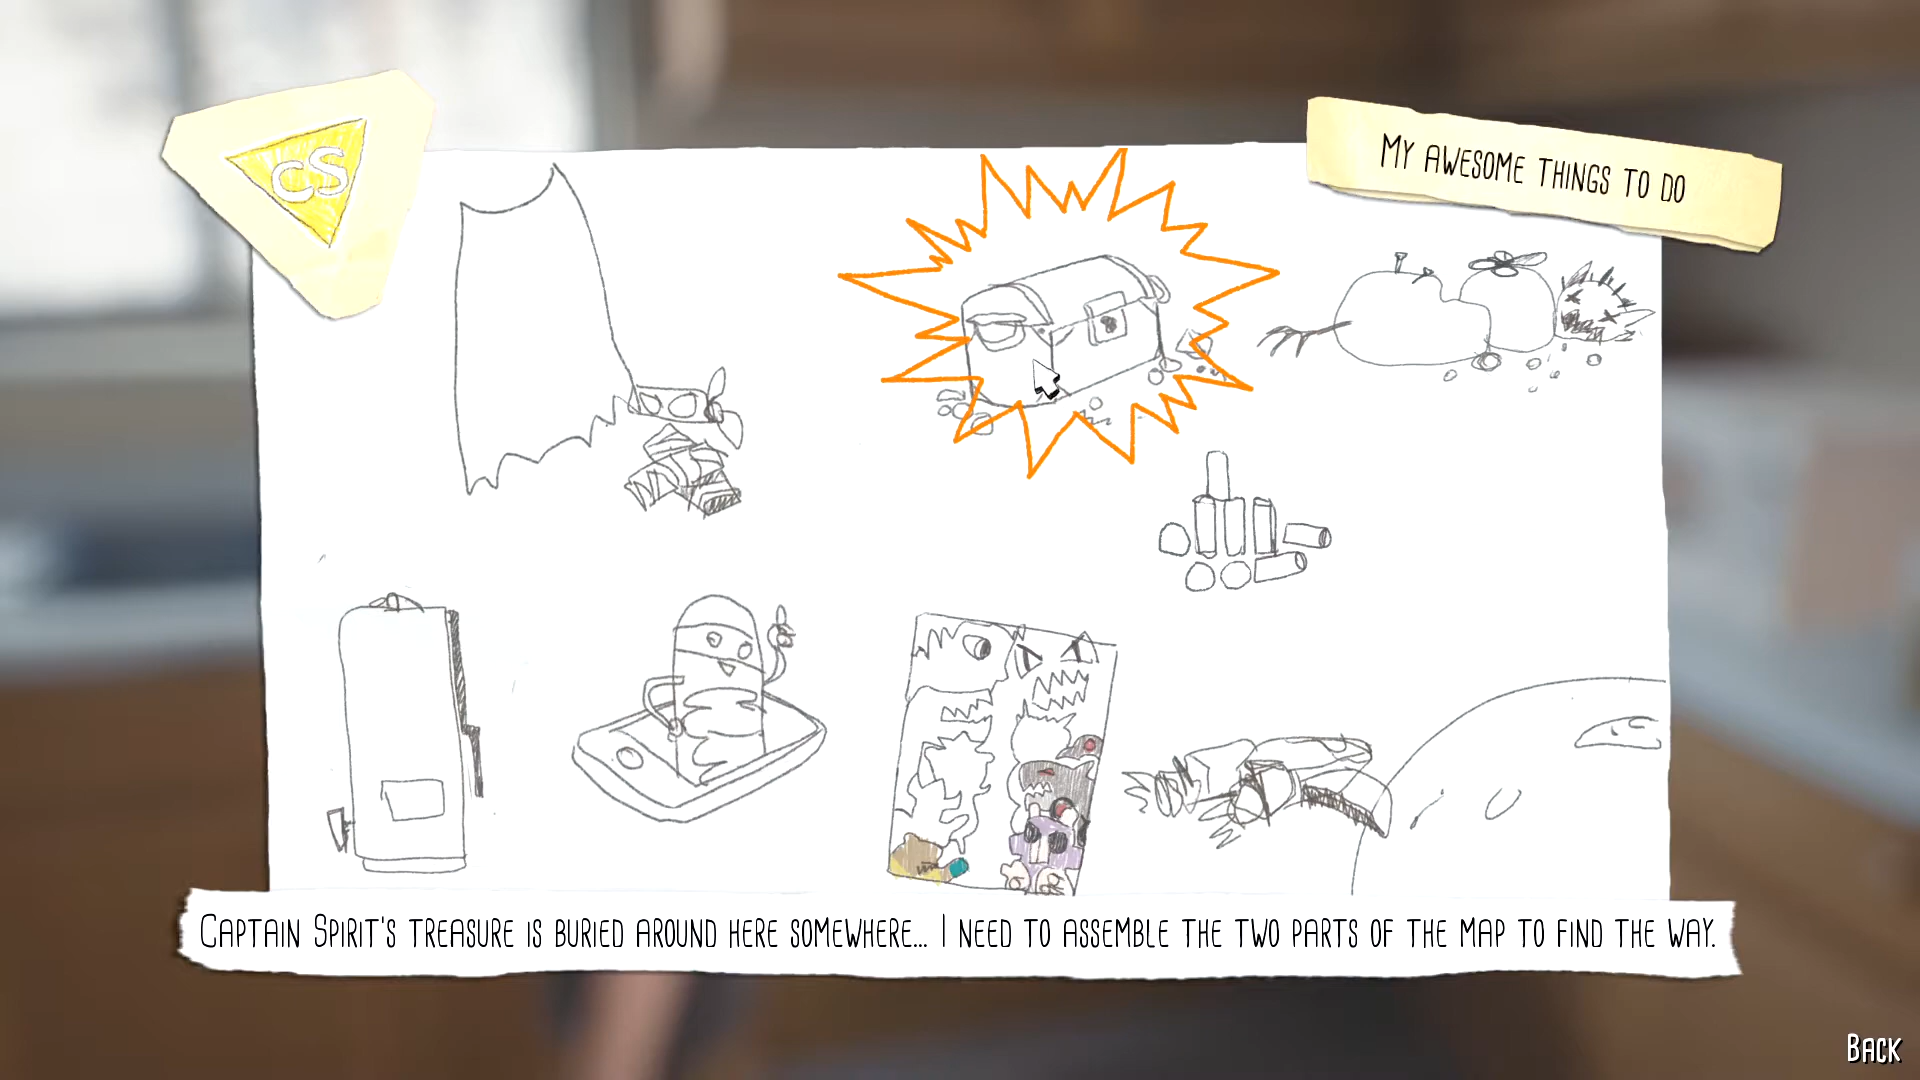 CS
MY AWESOME THINGS TO DO
CAPTAIN SPIRIT'S TREASURE IS BURIED AROUND HERE SOMEWHERE... I NEED TO ASSEMBLE THE TWO PARTS OF THE MAP TO FIND THE WAY.
BACK